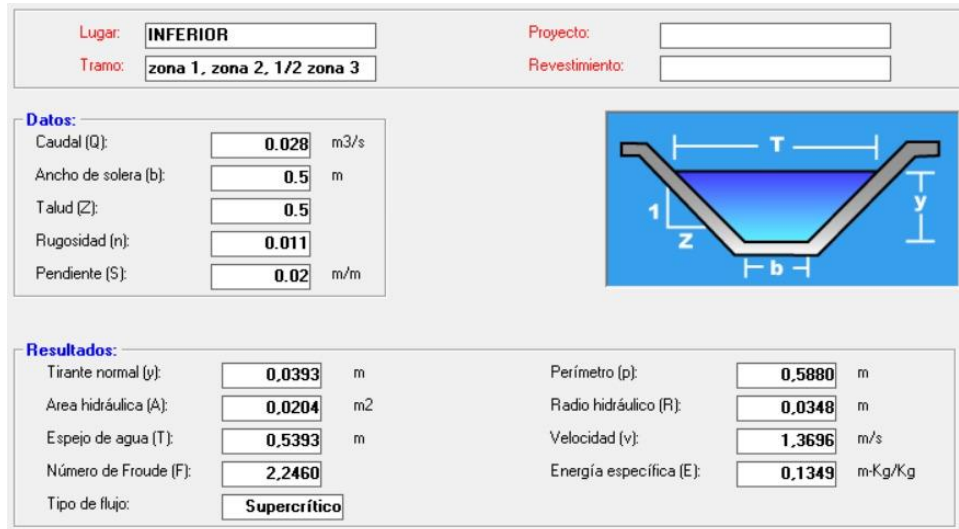 Lugar: INFERIOR Proyecto:
Tramo: zona 1, zona 2, 1/2 zona 3 Revestimiento:
Datos:
Caudal (Q): 0.028 m3/s
Ancho de solera (b): 0.5 m
Talud (Z): 0.5
Rugosidad (n): 0.011
Pendiente (S): 0.02 m/m
T
y
1
Z
b
Resultados:
Tirante normal (y): 0,0393 m Perímetro (p): 0,5880 m
Area hidráulica (A): 0,0204 m2 Radio hidráulico (R): 0,0348 m
Espejo de agua (T): 0,5393 m Velocidad (v): 1,3696 m/s
Número de Froude (F): 2,2460 Energía específica (E): 0,1349 m-Kg/Kg
Tipo de flujo: Supercrítico